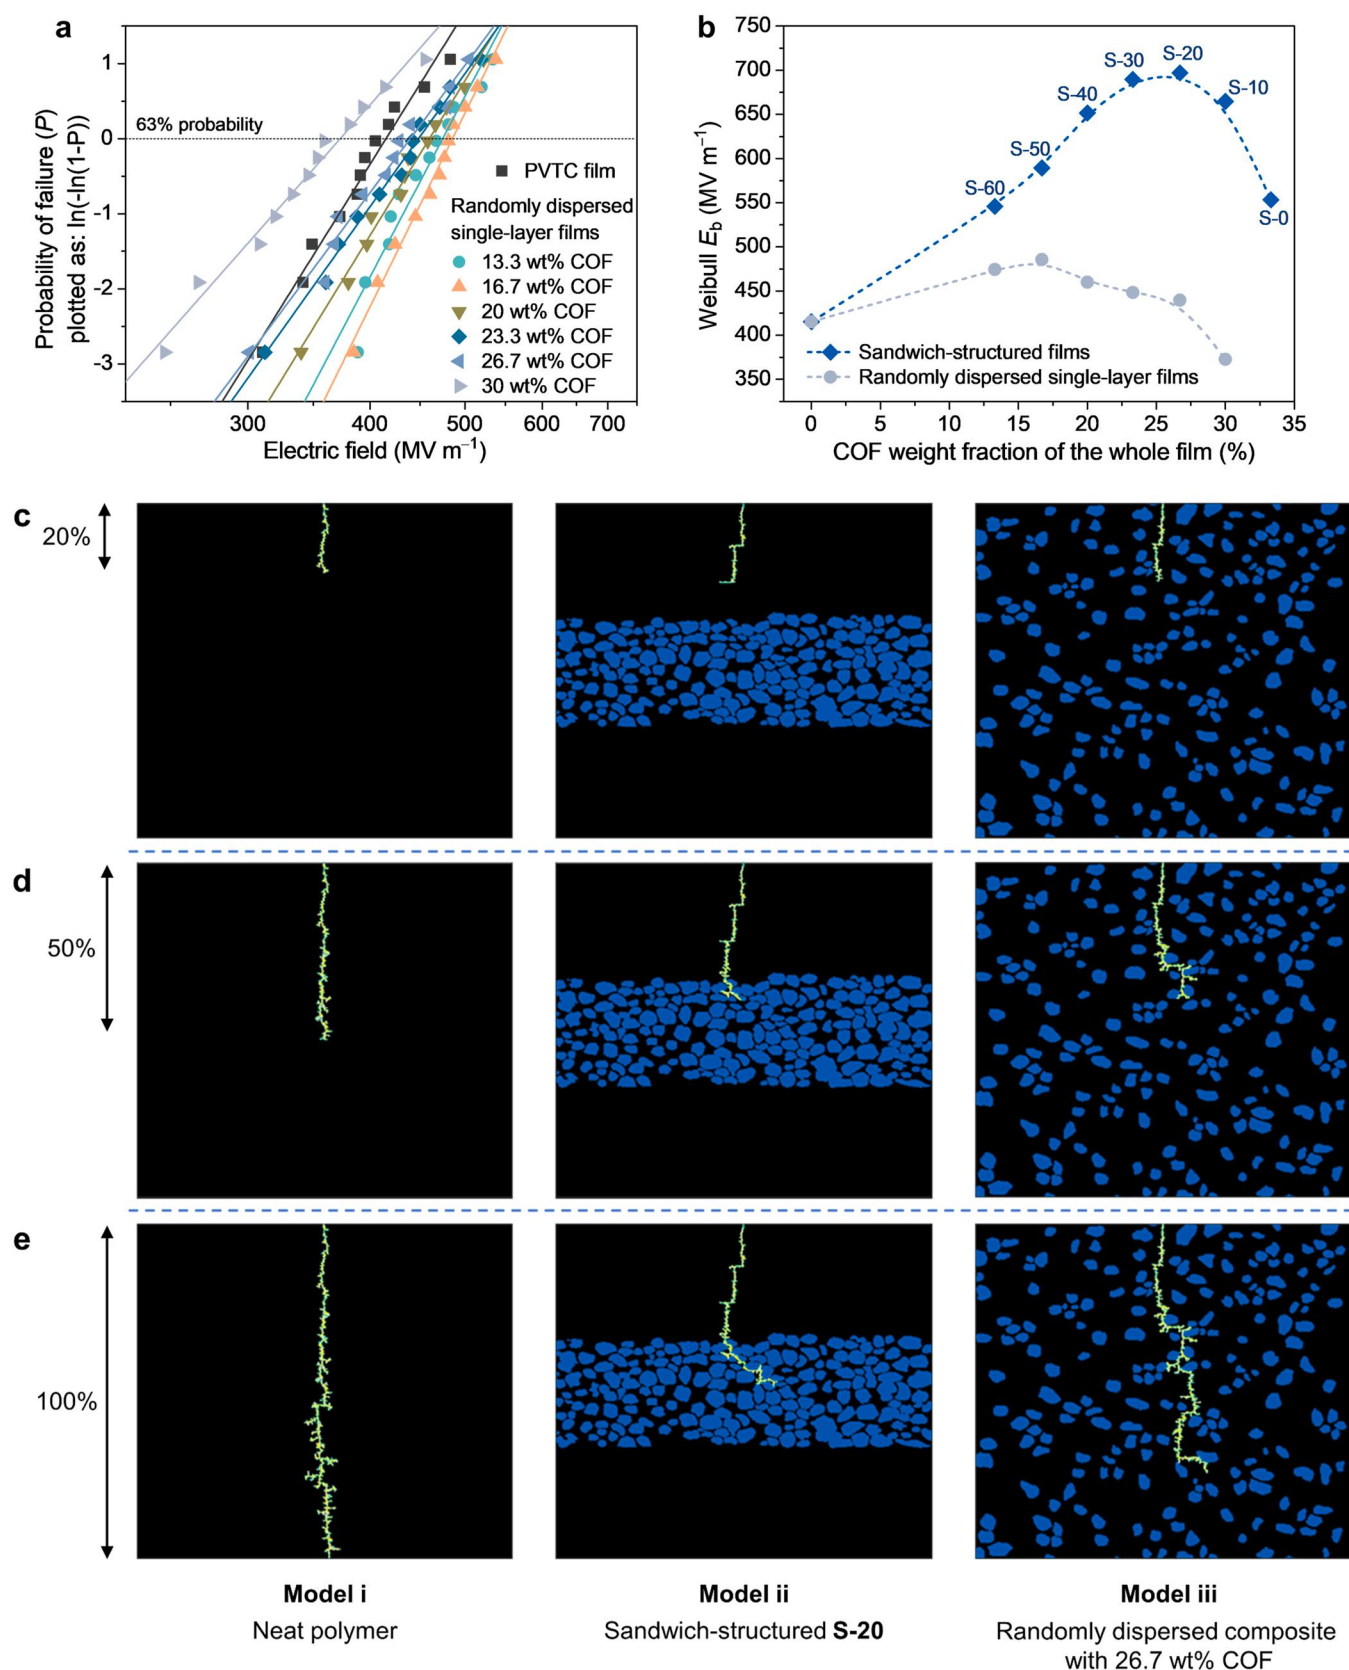 a
Probability of failure (P)
plotted as: ln(-ln(1-P))
1
0
-1
-2
-3
63% probability
PVTC film
Randomly dispersed
single-layer films
13.3 wt% COF
16.7 wt% COF
20 wt% COF
23.3 wt% COF
26.7 wt% COF
30 wt% COF
300 400 500 600 700
Electric field (MV m⁻¹)
b
Weibull E_b (MV m⁻¹)
750
700
650
600
550
500
450
400
350
S-60
S-50
S-40
S-30
S-20
S-10
S-0
Sandwich-structured films
Randomly dispersed single-layer films
0 5 10 15 20 25 30 35
COF weight fraction of the whole film (%)
c
20%
d
50%
e
100%
Model i
Neat polymer
Model ii
Sandwich-structured S-20
Model iii
Randomly dispersed composite
with 26.7 wt% COF